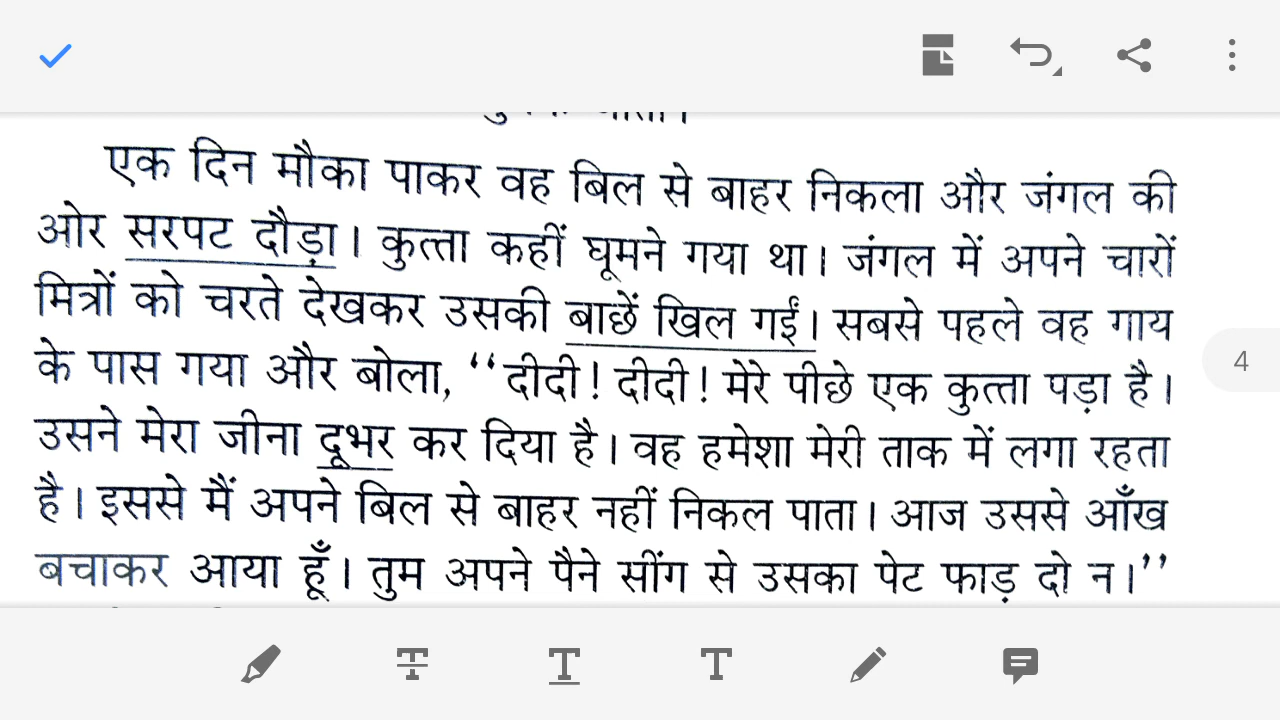 एक दिन मौका पाकर वह बिल से बाहर निकला और जंगल की
ओर सरपट दौड़ा। कुत्ता कहीं घूमने गया था। जंगल में अपने चारों
मित्रों को चरते देखकर उसकी बाछें खिल गईं। सबसे पहले वह गाय
के पास गया और बोला, ‘‘दीदी! दीदी! मेरे पीछे एक कुत्ता पड़ा है।
उसने मेरा जीना दूभर कर दिया है। वह हमेशा मेरी ताक में लगा रहता
है। इससे मैं अपने बिल से बाहर नहीं निकल पाता। आज उससे आँख
बचाकर आया हूँ। तुम अपने पैने सींग से उसका पेट फाड़ दो न।’’
4